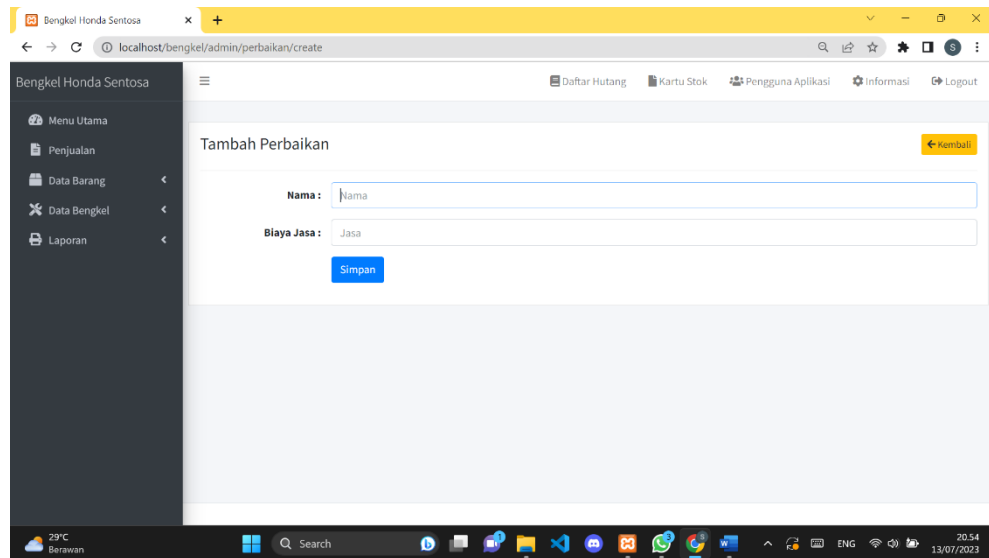 Bengkel Honda Sentosa
localhost/bengkel/admin/perbaikan/create
S
Bengkel Honda Sentosa
Daftar Hutang Kartu Stok Pengguna Aplikasi Informasi Logout
Menu Utama
Penjualan
Data Barang
Data Bengkel
Laporan
Tambah Perbaikan
Kembali
Nama : Nama
Biaya Jasa : Jasa
Simpan
29°C
Berawan
Search
ENG
20.54
13/07/2023